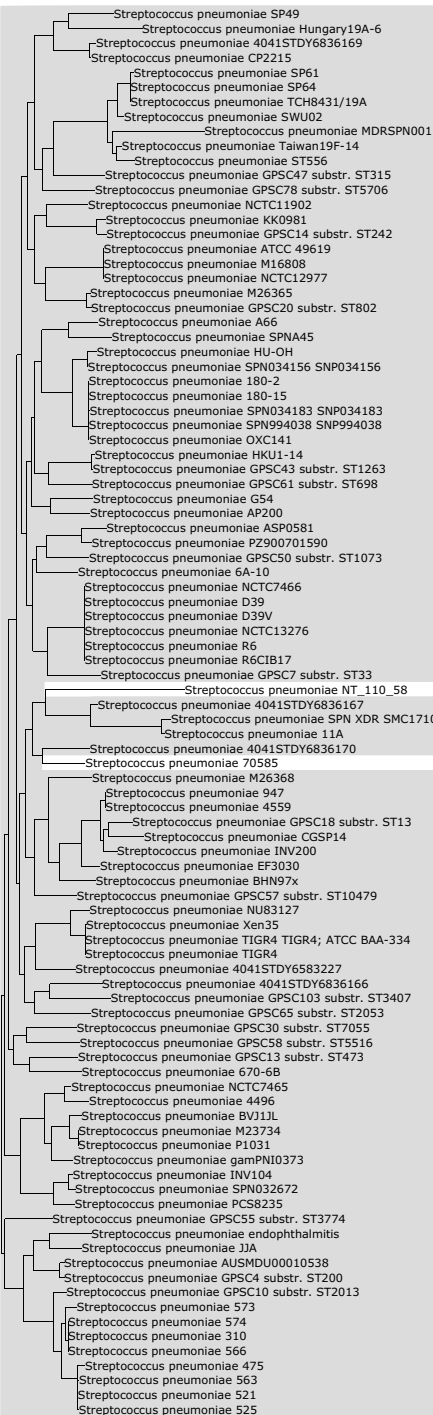 Streptococcus pneumoniae SP49
Streptococcus pneumoniae Hungary19A-6
Streptococcus pneumoniae 4041STDY6836169
Streptococcus pneumoniae CP2215
Streptococcus pneumoniae SP61
Streptococcus pneumoniae SP64
Streptococcus pneumoniae TCH8431/19A
Streptococcus pneumoniae SWU02
Streptococcus pneumoniae MDRSPN001
Streptococcus pneumoniae Taiwan19F-14
Streptococcus pneumoniae ST556
Streptococcus pneumoniae GPSC47 substr. ST315
Streptococcus pneumoniae GPSC78 substr. ST5706
Streptococcus pneumoniae NCTC11902
Streptococcus pneumoniae KK0981
Streptococcus pneumoniae GPSC14 substr. ST242
Streptococcus pneumoniae ATCC 49619
Streptococcus pneumoniae M16808
Streptococcus pneumoniae NCTC12977
Streptococcus pneumoniae M26365
Streptococcus pneumoniae GPSC20 substr. ST802
Streptococcus pneumoniae A66
Streptococcus pneumoniae SPNA45
Streptococcus pneumoniae HU-OH
Streptococcus pneumoniae SPN034156 SNP034156
Streptococcus pneumoniae 180-2
Streptococcus pneumoniae 180-15
Streptococcus pneumoniae SPN034183 SNP034183
Streptococcus pneumoniae SPN994038 SNP994038
Streptococcus pneumoniae OXC141
Streptococcus pneumoniae HKU1-14
Streptococcus pneumoniae GPSC43 substr. ST1263
Streptococcus pneumoniae GPSC61 substr. ST698
Streptococcus pneumoniae G54
Streptococcus pneumoniae AP200
Streptococcus pneumoniae ASP0581
Streptococcus pneumoniae PZ900701590
Streptococcus pneumoniae GPSC50 substr. ST1073
Streptococcus pneumoniae 6A-10
Streptococcus pneumoniae NCTC7466
Streptococcus pneumoniae D39
Streptococcus pneumoniae D39V
Streptococcus pneumoniae NCTC13276
Streptococcus pneumoniae R6
Streptococcus pneumoniae R6CIB17
Streptococcus pneumoniae GPSC7 substr. ST33
Streptococcus pneumoniae NT_110_58
Streptococcus pneumoniae 4041STDY6836167
Streptococcus pneumoniae SPN XDR SMC1710
Streptococcus pneumoniae 11A
Streptococcus pneumoniae 4041STDY6836170
Streptococcus pneumoniae 70585
Streptococcus pneumoniae M26368
Streptococcus pneumoniae 947
Streptococcus pneumoniae 4559
Streptococcus pneumoniae GPSC18 substr. ST13
Streptococcus pneumoniae CGSP14
Streptococcus pneumoniae INV200
Streptococcus pneumoniae EF3030
Streptococcus pneumoniae BHN97x
Streptococcus pneumoniae GPSC57 substr. ST10479
Streptococcus pneumoniae NU83127
Streptococcus pneumoniae Xen35
Streptococcus pneumoniae TIGR4 TIGR4; ATCC BAA-334
Streptococcus pneumoniae TIGR4
Streptococcus pneumoniae 4041STDY6583227
Streptococcus pneumoniae 4041STDY6836166
Streptococcus pneumoniae GPSC103 substr. ST3407
Streptococcus pneumoniae GPSC65 substr. ST2053
Streptococcus pneumoniae GPSC30 substr. ST7055
Streptococcus pneumoniae GPSC58 substr. ST5516
Streptococcus pneumoniae GPSC13 substr. ST473
Streptococcus pneumoniae 670-6B
Streptococcus pneumoniae NCTC7465
Streptococcus pneumoniae 4496
Streptococcus pneumoniae BVJ1JL
Streptococcus pneumoniae M23734
Streptococcus pneumoniae P1031
Streptococcus pneumoniae gamPNI0373
Streptococcus pneumoniae INV104
Streptococcus pneumoniae SPN032672
Streptococcus pneumoniae PCS8235
Streptococcus pneumoniae GPSC55 substr. ST3774
Streptococcus pneumoniae endophthalmitis
Streptococcus pneumoniae JJA
Streptococcus pneumoniae AUSMDU00010538
Streptococcus pneumoniae GPSC4 substr. ST200
Streptococcus pneumoniae GPSC10 substr. ST2013
Streptococcus pneumoniae 573
Streptococcus pneumoniae 574
Streptococcus pneumoniae 310
Streptococcus pneumoniae 566
Streptococcus pneumoniae 475
Streptococcus pneumoniae 563
Streptococcus pneumoniae 521
Streptococcus pneumoniae 525